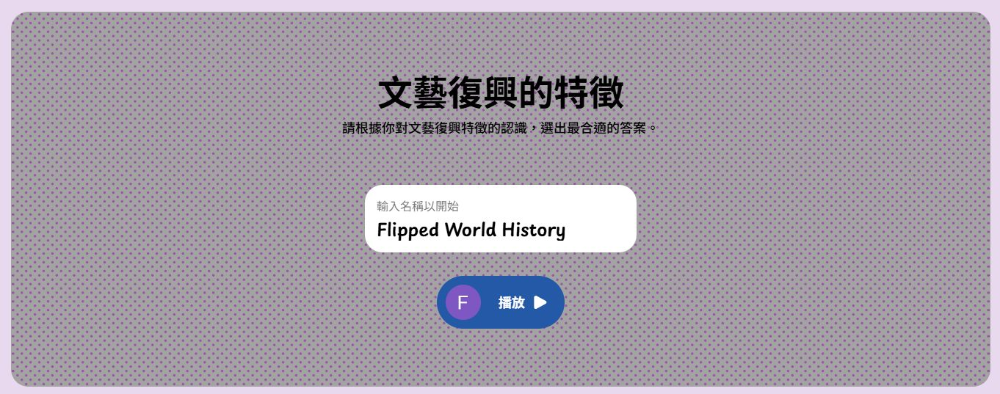 文藝復興的特徵
請根據你對文藝復興特徵的認識，選出最合適的答案。
輸入名稱以開始
Flipped World History
F 播放